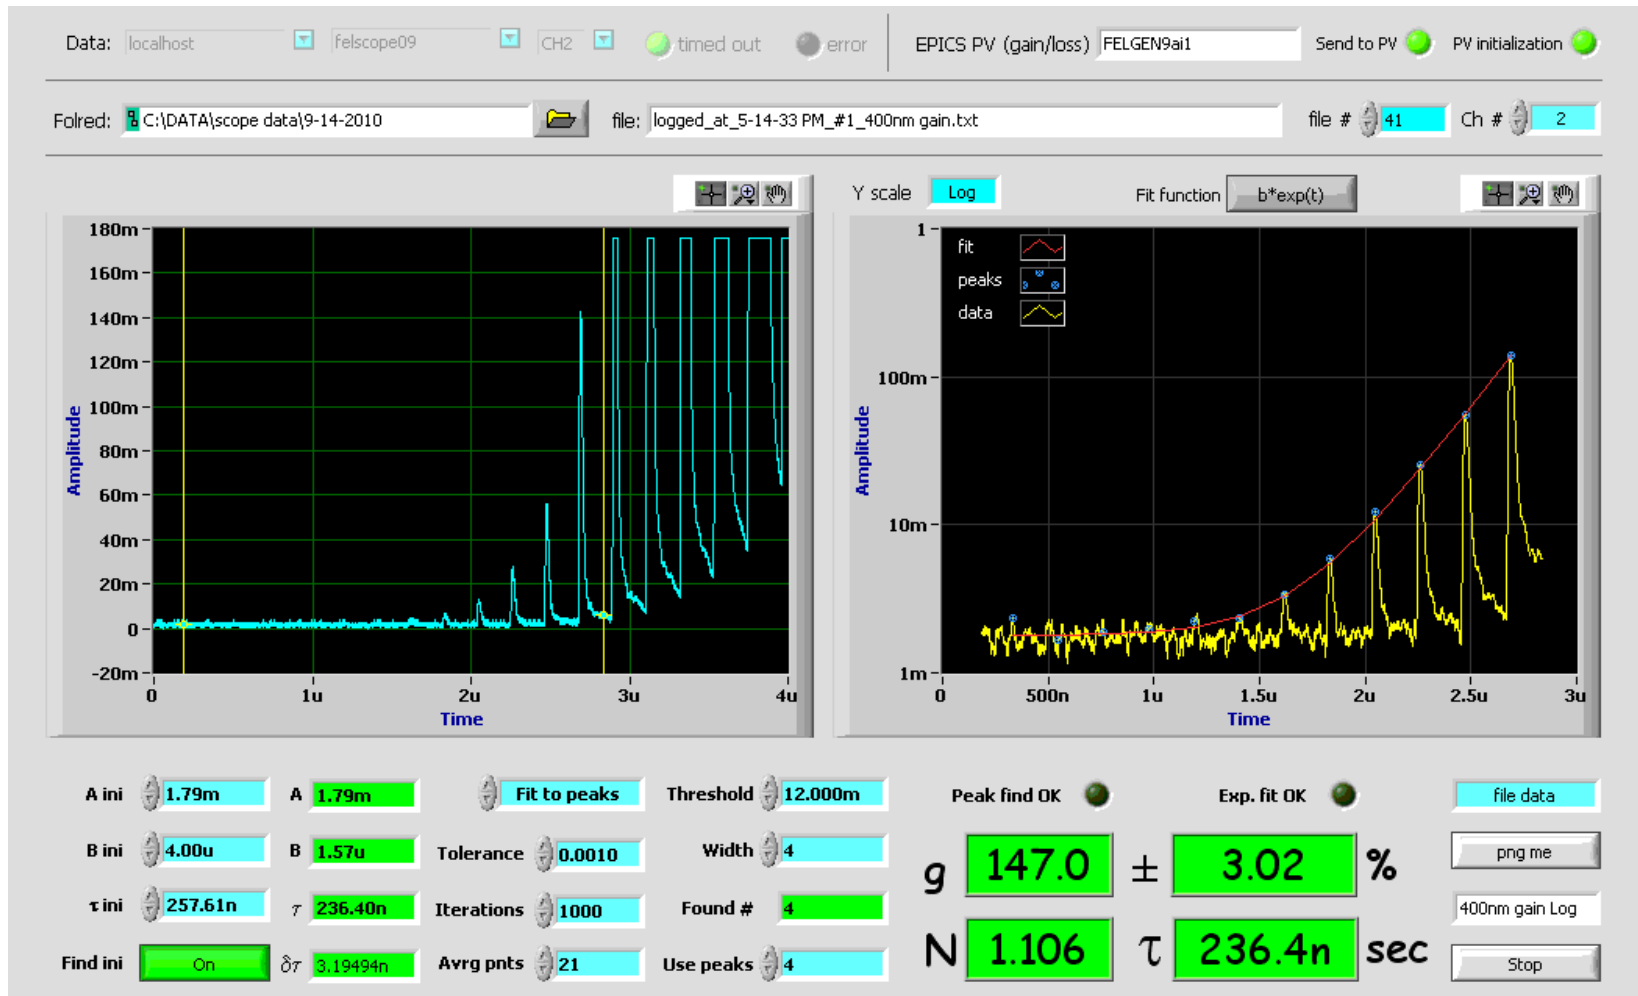 Data: localhost felscope09 CH2 timed out error EPICS PV (gain/loss) FELGEN9ai1 Send to PV PV initialization
Folred: C:\DATA\scope data\9-14-2010 file: logged_at_5-14-33 PM_#1_400nm gain.txt file # 41 Ch # 2
Y scale Log Fit function b*exp(t)
180m
160m
140m
120m
100m
80m
60m
40m
20m
0
-20m
Amplitude
0 1u 2u 3u 4u
Time
fit
peaks
data
1
100m
10m
1m
Amplitude
0 500n 1u 1.5u 2u 2.5u 3u
Time
A ini 1.79m A 1.79m Fit to peaks Threshold 12.000m Peak find OK Exp. fit OK file data
B ini 4.00u B 1.57u Tolerance 0.0010 Width 4 g 147.0 ± 3.02 % png me
τ ini 257.61n τ 236.40n Iterations 1000 Found # 4 400nm gain Log
Find ini On δτ 3.19494n Avrg pnts 21 Use peaks 4 N 1.106 τ 236.4n sec Stop